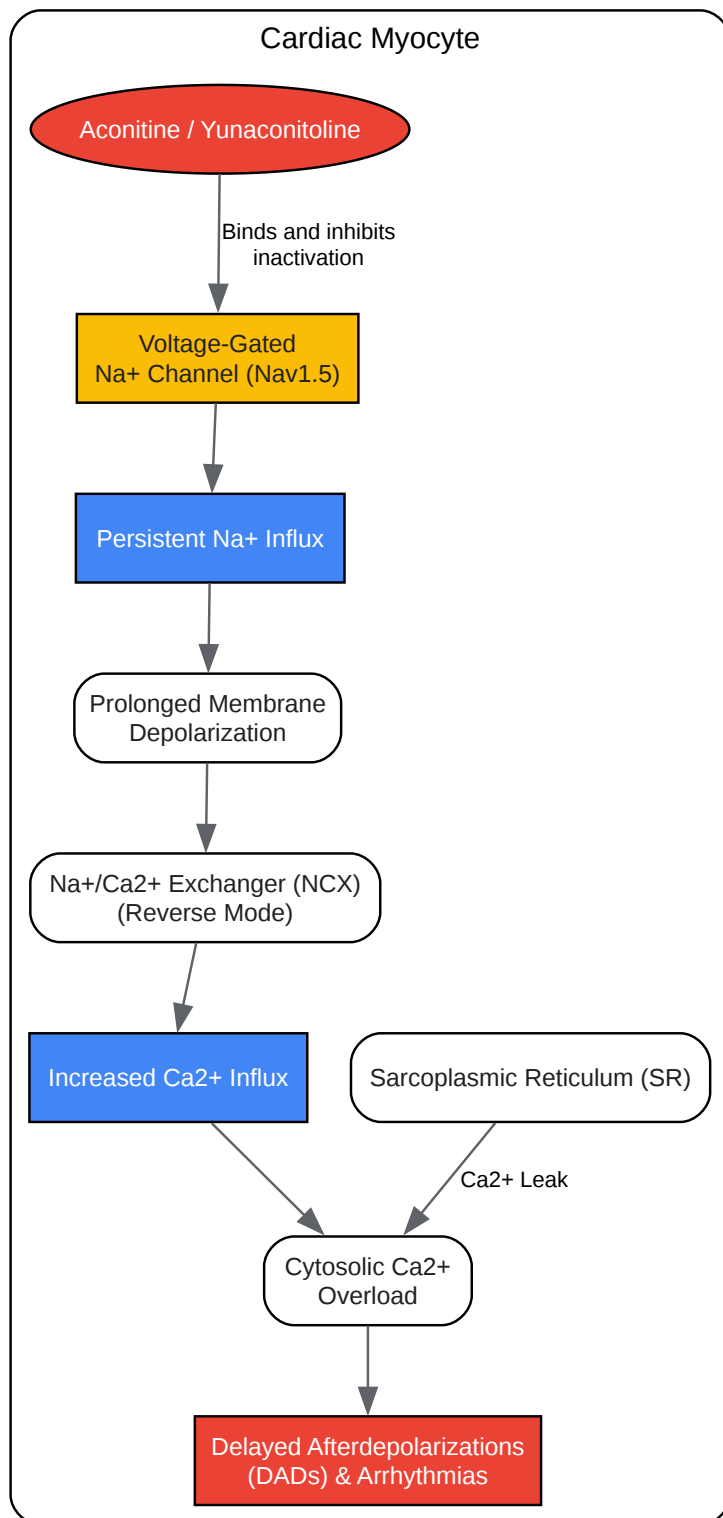 Cardiac Myocyte
Aconitine / Yunaconitoline
Binds and inhibits
inactivation
Voltage-Gated
Na+ Channel (Nav1.5)
Persistent Na+ Influx
Prolonged Membrane
Depolarization
Na+/Ca2+ Exchanger (NCX)
(Reverse Mode)
Increased Ca2+ Influx
Sarcoplasmic Reticulum (SR)
Ca2+ Leak
Cytosolic Ca2+
Overload
Delayed Afterdepolarizations
(DADs) & Arrhythmias